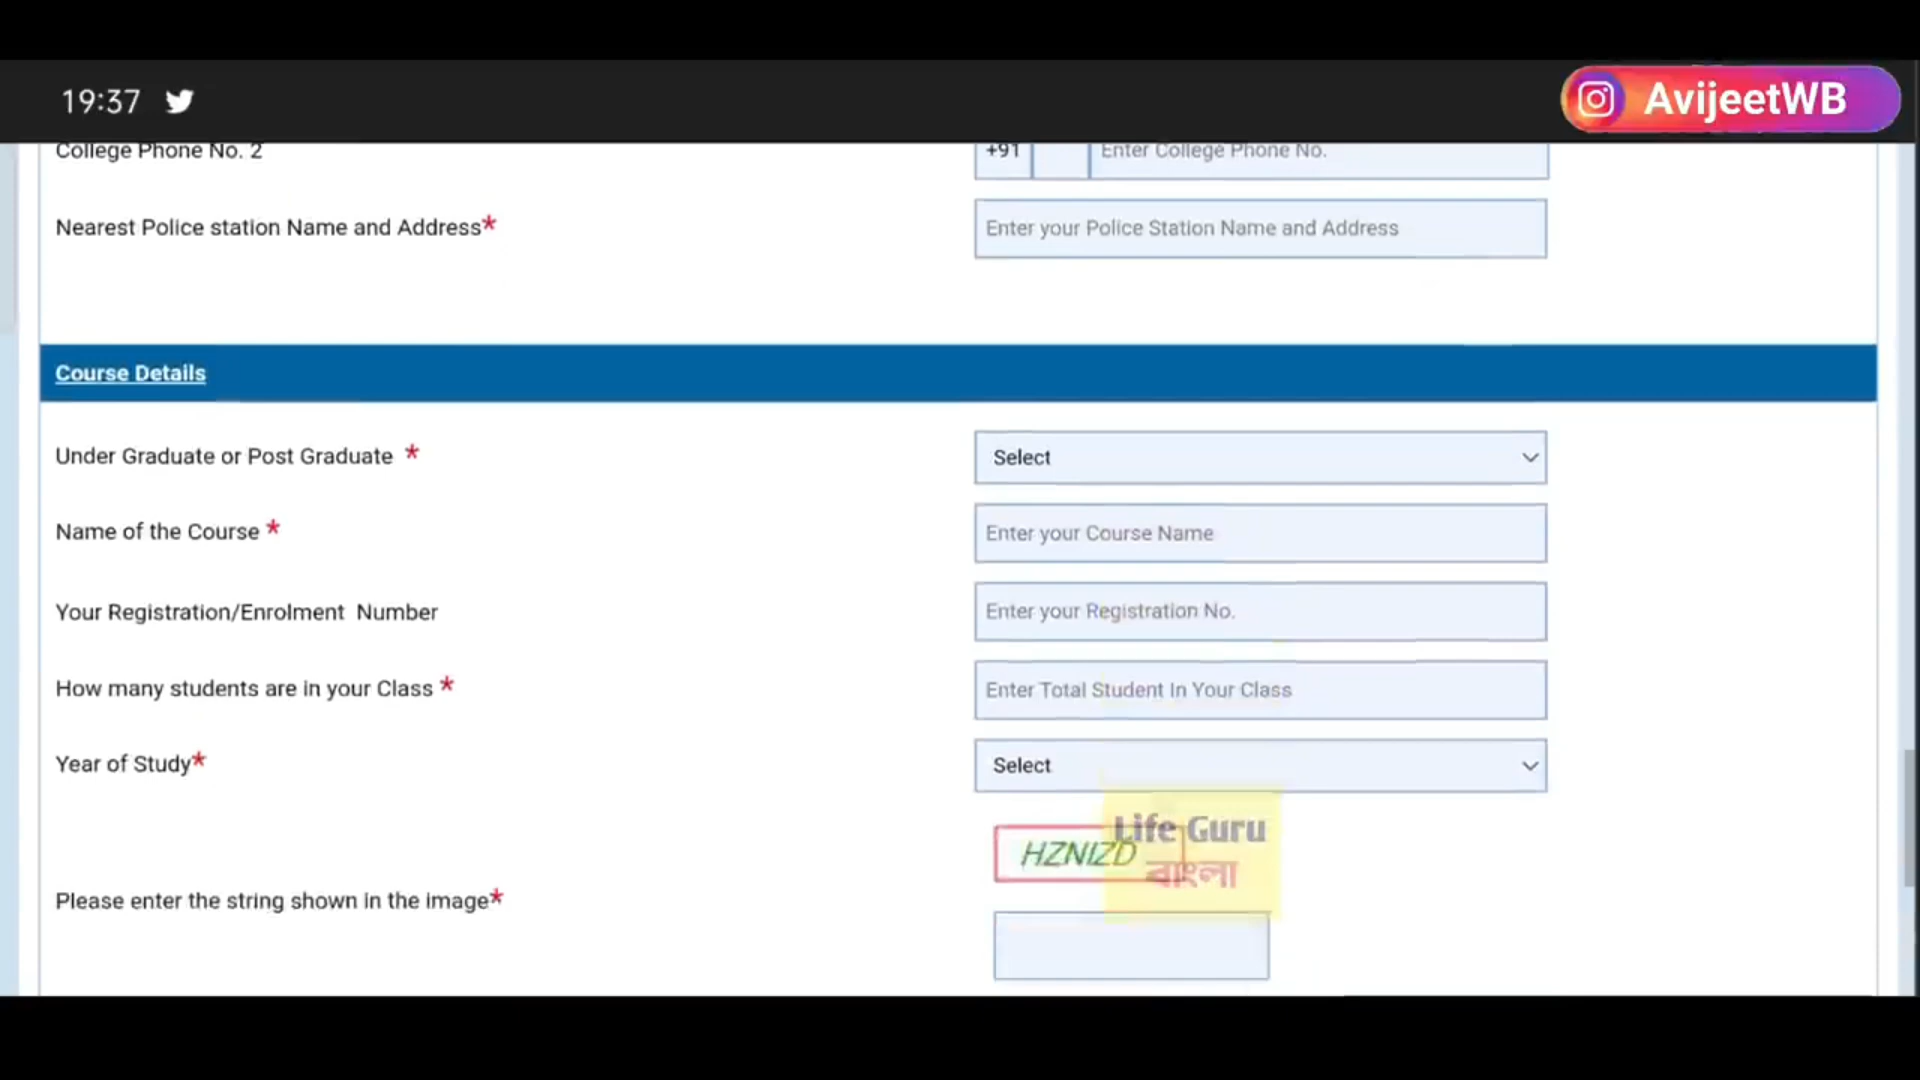 19:37
AvijeetWB
College Phone No. 2
+91 Enter College Phone No.
Nearest Police station Name and Address*
Enter your Police Station Name and Address
Course Details
Under Graduate or Post Graduate *
Select
Name of the Course *
Enter your Course Name
Your Registration/Enrolment Number
Enter your Registration No.
How many students are in your Class *
Enter Total Student In Your Class
Year of Study*
Select
Life Guru
বাংলা
HZNIZD
Please enter the string shown in the image*